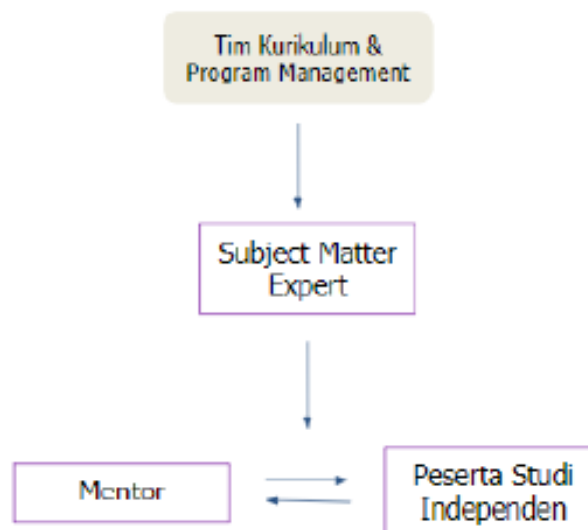 Tim Kurikulum &
Program Management
Subject Matter
Expert
Mentor
Peserta Studi
Independen